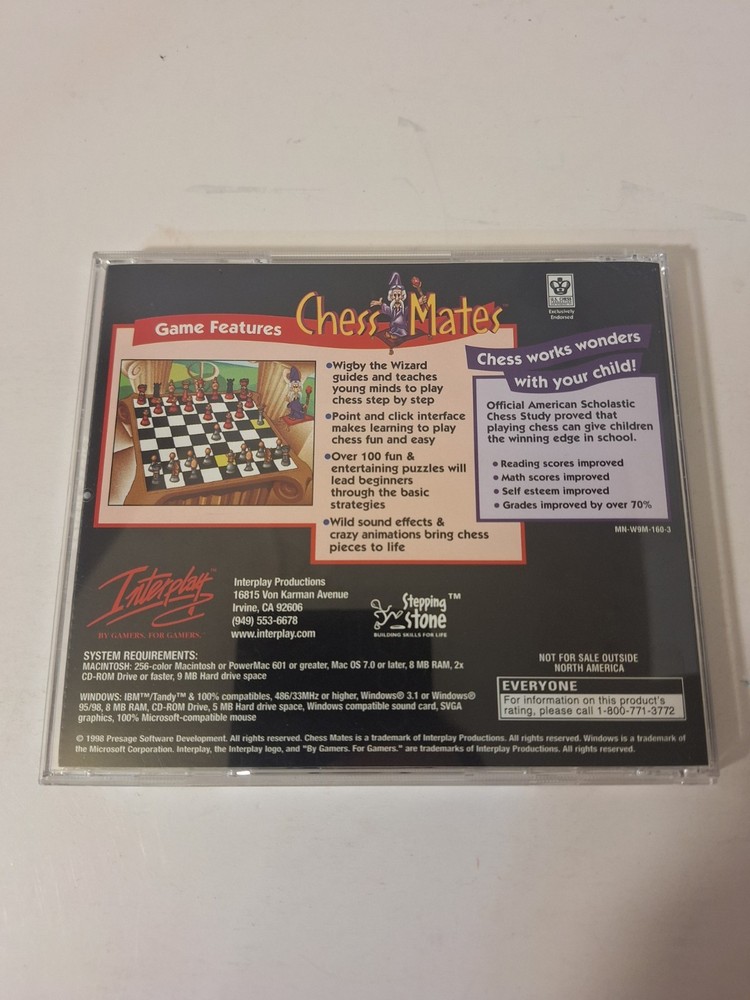 Chess Mates™
Game Features
•Wigby the Wizard
guides and teaches
young minds to play
chess step by step
•Point and click interface
makes learning to play
chess fun and easy
•Over 100 fun &
entertaining puzzles will
lead beginners
through the basic
strategies
•Wild sound effects &
crazy animations bring chess
pieces to life
Exclusively
Endorsed
Chess works wonders
with your child!
Official American Scholastic
Chess Study proved that
playing chess can give children
the winning edge in school.
• Reading scores improved
• Math scores improved
• Self esteem improved
• Grades improved by over 70%
MN-W9M-160-3
Interplay™
BY GAMERS. FOR GAMERS.™
Interplay Productions
16815 Von Karman Avenue
Irvine, CA 92606
(949) 553-6678
www.interplay.com
Stepping
Stone™
BUILDING SKILLS FOR LIFE
SYSTEM REQUIREMENTS:
MACINTOSH: 256-color Macintosh or PowerMac 601 or greater, Mac OS 7.0 or later, 8 MB RAM, 2x
CD-ROM Drive or faster, 9 MB Hard drive space
WINDOWS: IBM™/Tandy™ & 100% compatibles, 486/33MHz or higher, Windows® 3.1 or Windows®
95/98, 8 MB RAM, CD-ROM Drive, 5 MB Hard drive space, Windows compatible sound card, SVGA
graphics, 100% Microsoft-compatible mouse
NOT FOR SALE OUTSIDE
NORTH AMERICA
EVERYONE
For information on this product's
rating, please call 1-800-771-3772
© 1998 Presage Software Development. All rights reserved. Chess Mates is a trademark of Interplay Productions. All rights reserved. Windows is a trademark of
the Microsoft Corporation. Interplay, the Interplay logo, and "By Gamers. For Gamers." are trademarks of Interplay Productions. All rights reserved.